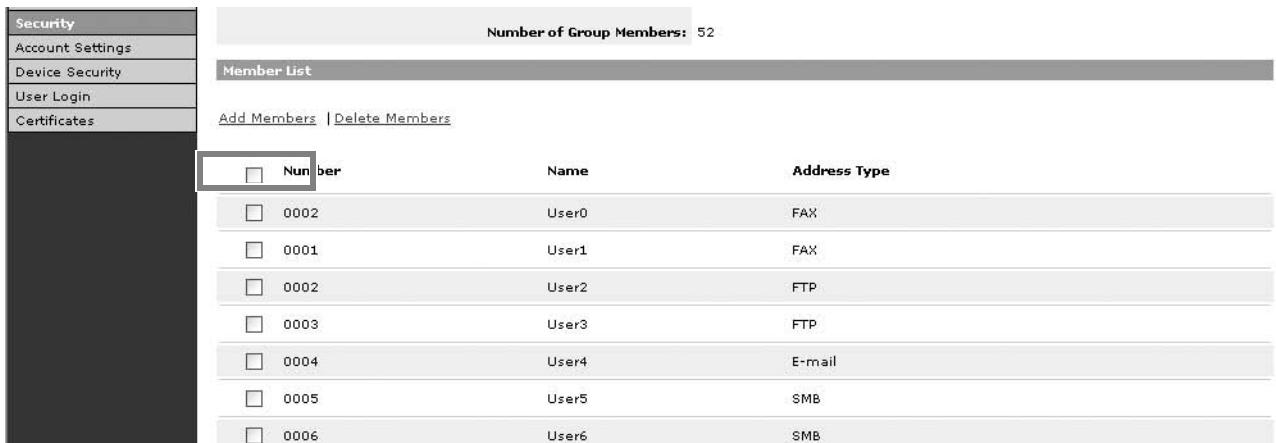 Security
Account Settings
Device Security
User Login
Certificates
Number of Group Members: 52
Member List
Add Members | Delete Members
Number Name Address Type
0002 User0 FAX
0001 User1 FAX
0002 User2 FTP
0003 User3 FTP
0004 User4 E-mail
0005 User5 SMB
0006 User6 SMB